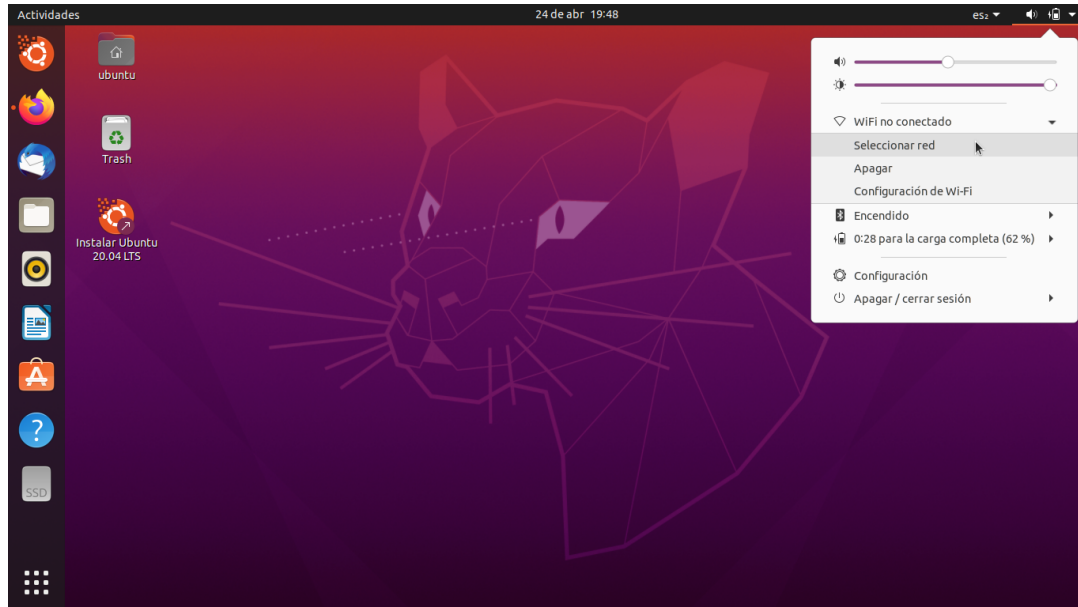 Actividades
24 de abr 19:48
es₂
ubuntu
Trash
Instalar Ubuntu
20.04 LTS
SSD
WiFi no conectado
Seleccionar red
Apagar
Configuración de Wi-Fi
Encendido
0:28 para la carga completa (62 %)
Configuración
Apagar / cerrar sesión